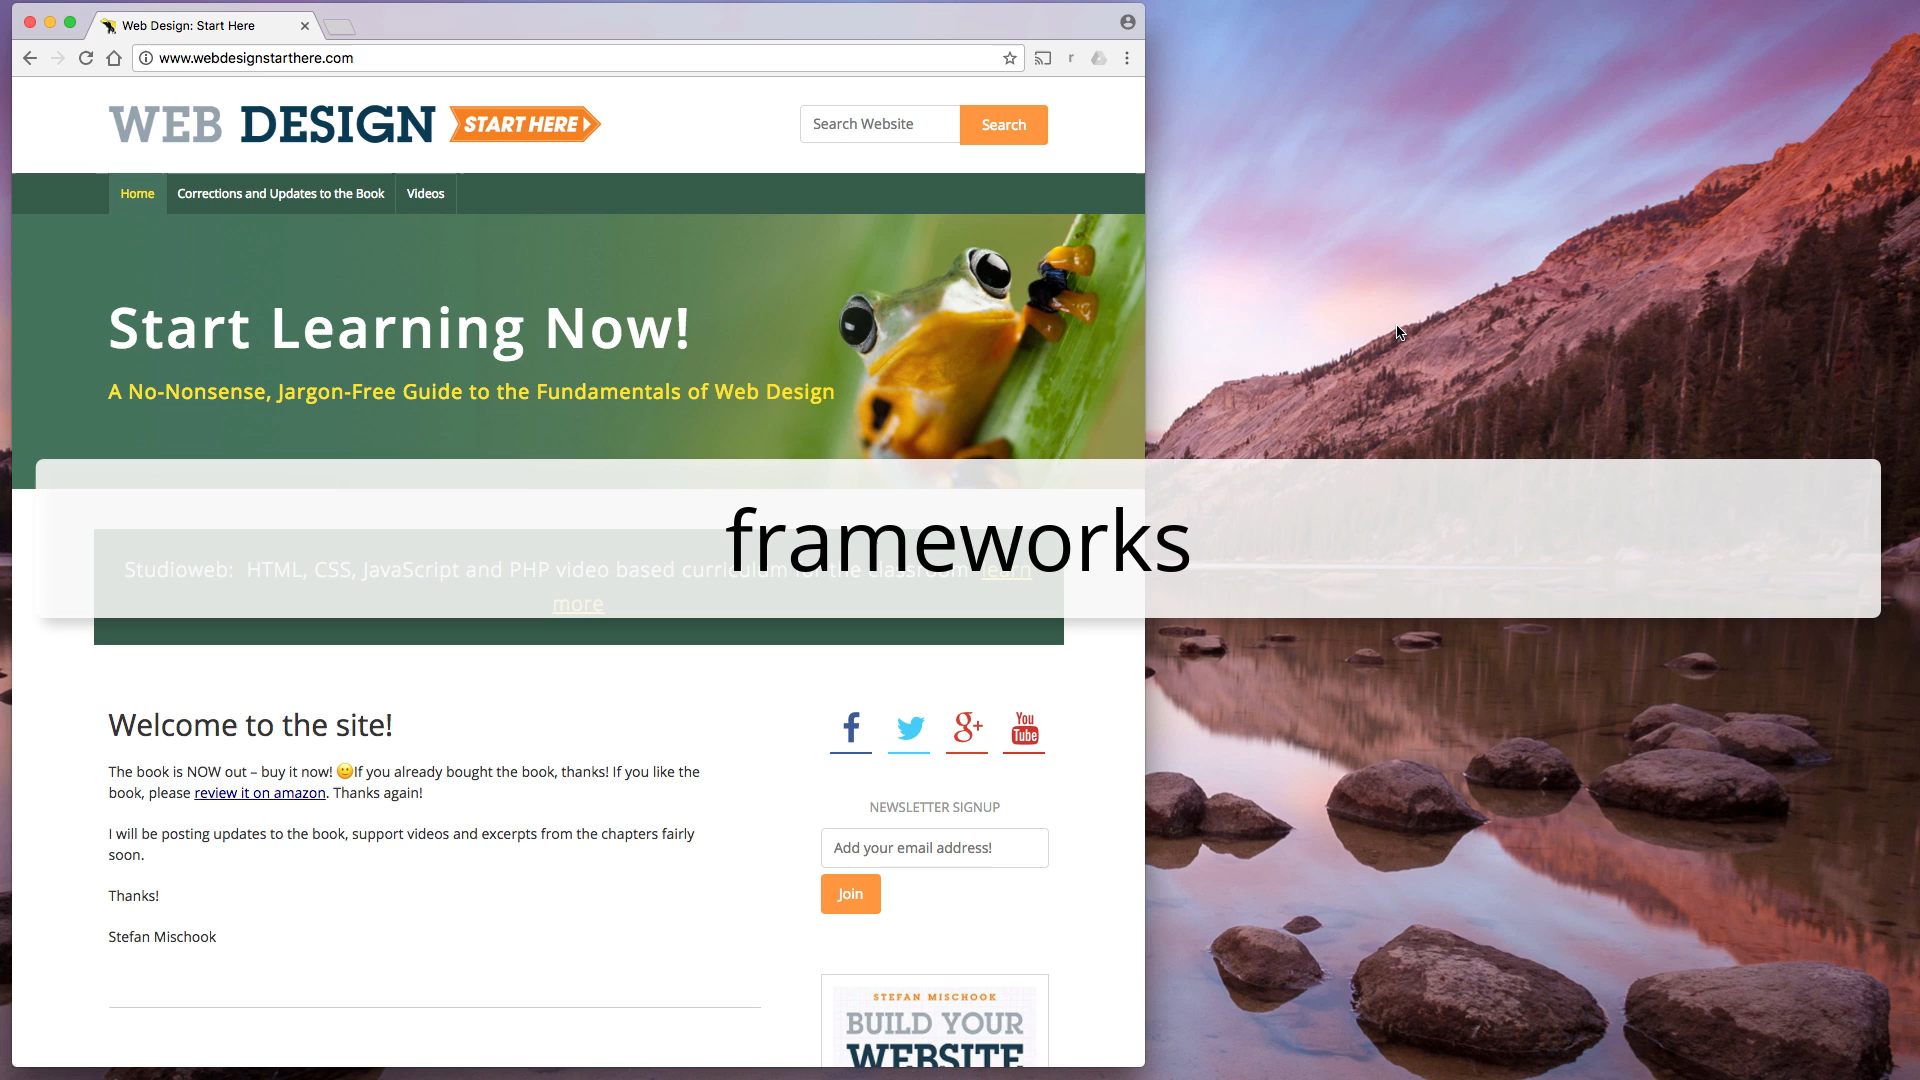 Web Design: Start Here
www.webdesignstarthere.com
r
WEB DESIGN START HERE
Search Website
Search
Home
Corrections and Updates to the Book
Videos
Start Learning Now!
A No-Nonsense, Jargon-Free Guide to the Fundamentals of Web Design
frameworks
Studioweb: HTML, CSS, JavaScript and PHP video based curriculum for the classroom learn
more
Welcome to the site!
f
g+
You
Tube
The book is NOW out – buy it now! 🙂If you already bought the book, thanks! If you like the
book, please review it on amazon. Thanks again!
NEWSLETTER SIGNUP
I will be posting updates to the book, support videos and excerpts from the chapters fairly
soon.
Add your email address!
Thanks!
Join
Stefan Mischook
STEFAN MISCHOOK
BUILD YOUR
WEBSITE